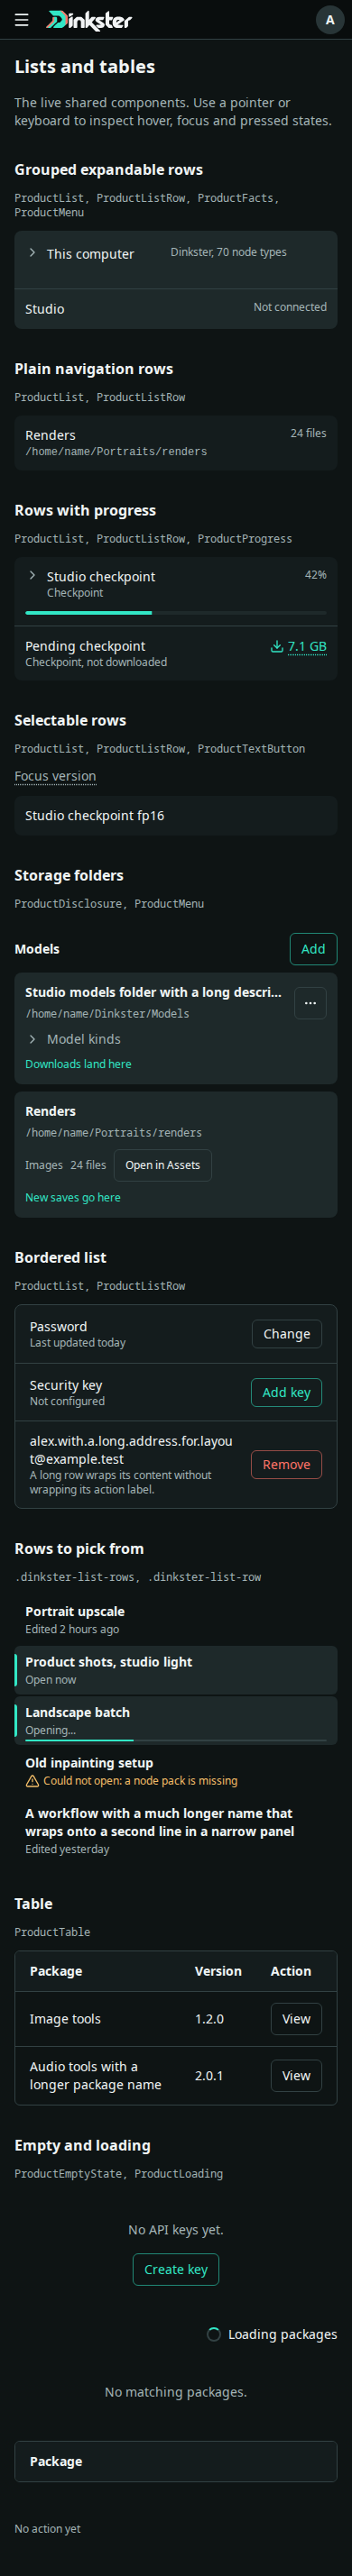 Dinkster
A
Lists and tables
The live shared components. Use a pointer or
keyboard to inspect hover, focus and pressed states.
Grouped expandable rows
ProductList, ProductListRow, ProductFacts,
ProductMenu
This computer
Dinkster, 70 node types
Studio
Not connected
Plain navigation rows
ProductList, ProductListRow
Renders
24 files
/home/name/Portraits/renders
Rows with progress
ProductList, ProductListRow, ProductProgress
Studio checkpoint
42%
Checkpoint
Pending checkpoint
7.1 GB
Checkpoint, not downloaded
Selectable rows
ProductList, ProductListRow, ProductTextButton
Focus version
Studio checkpoint fp16
Storage folders
ProductDisclosure, ProductMenu
Models
Add
Studio models folder with a long descri...
/home/name/Dinkster/Models
Model kinds
Downloads land here
Renders
/home/name/Portraits/renders
Images 24 files Open in Assets
New saves go here
Bordered list
ProductList, ProductListRow
Password
Last updated today
Change
Security key
Not configured
Add key
alex.with.a.long.address.for.layou
t@example.test
A long row wraps its content without
wrapping its action label.
Remove
Rows to pick from
.dinkster-list-rows, .dinkster-list-row
Portrait upscale
Edited 2 hours ago
Product shots, studio light
Open now
Landscape batch
Opening...
Old inpainting setup
Could not open: a node pack is missing
A workflow with a much longer name that
wraps onto a second line in a narrow panel
Edited yesterday
Table
ProductTable
Package Version Action
Image tools 1.2.0 View
Audio tools with a
longer package name
2.0.1 View
Empty and loading
ProductEmptyState, ProductLoading
No API keys yet.
Create key
Loading packages
No matching packages.
Package
No action yet